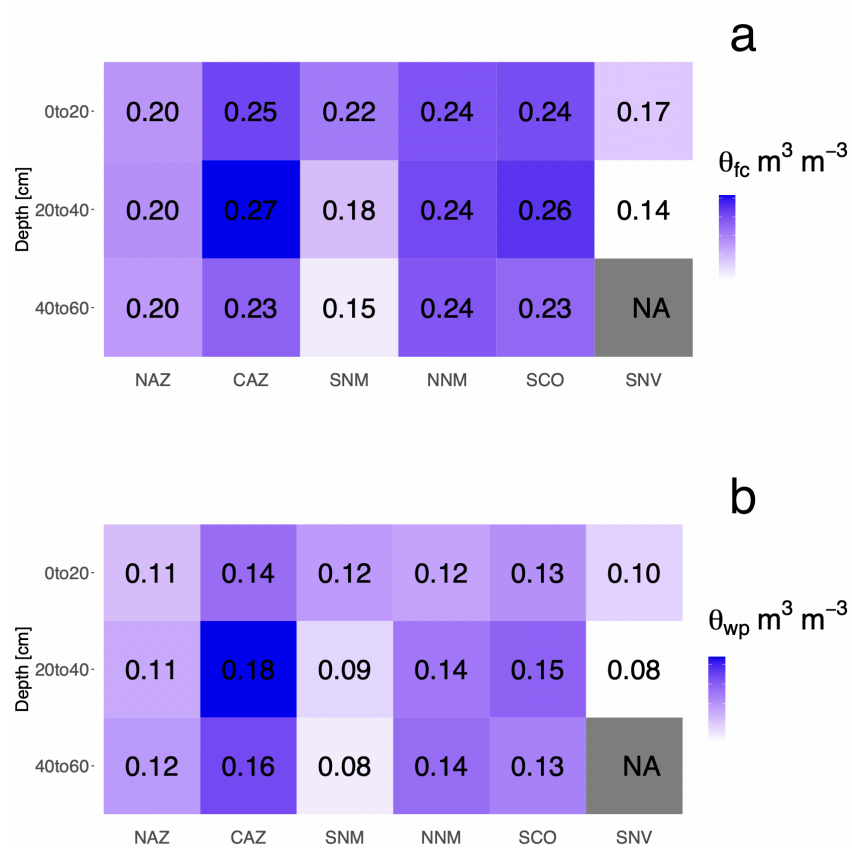 a
0to20 0.20 0.25 0.22 0.24 0.24 0.17
θfc m³ m⁻³
Depth [cm]
20to40 0.20 0.27 0.18 0.24 0.26 0.14
40to60 0.20 0.23 0.15 0.24 0.23 NA
NAZ CAZ SNM NNM SCO SNV
b
0to20 0.11 0.14 0.12 0.12 0.13 0.10
θwp m³ m⁻³
Depth [cm]
20to40 0.11 0.18 0.09 0.14 0.15 0.08
40to60 0.12 0.16 0.08 0.14 0.13 NA
NAZ CAZ SNM NNM SCO SNV